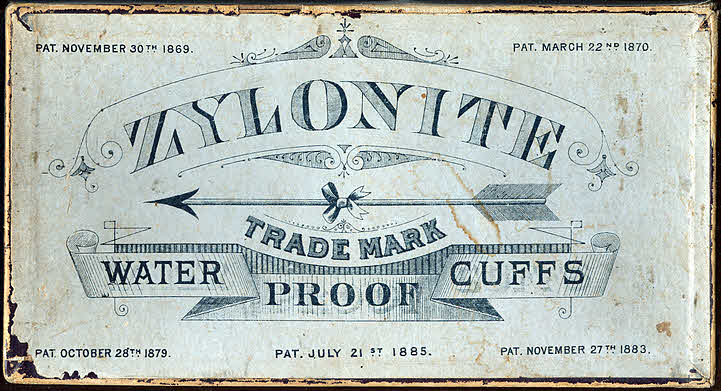 PAT. NOVEMBER 30TH 1869.
PAT. MARCH 22ND 1870.
ZYLONITE
TRADE MARK
WATER PROOF CUFFS
PAT. OCTOBER 28TH 1879.
PAT. JULY 21ST 1885.
PAT. NOVEMBER 27TH 1883.